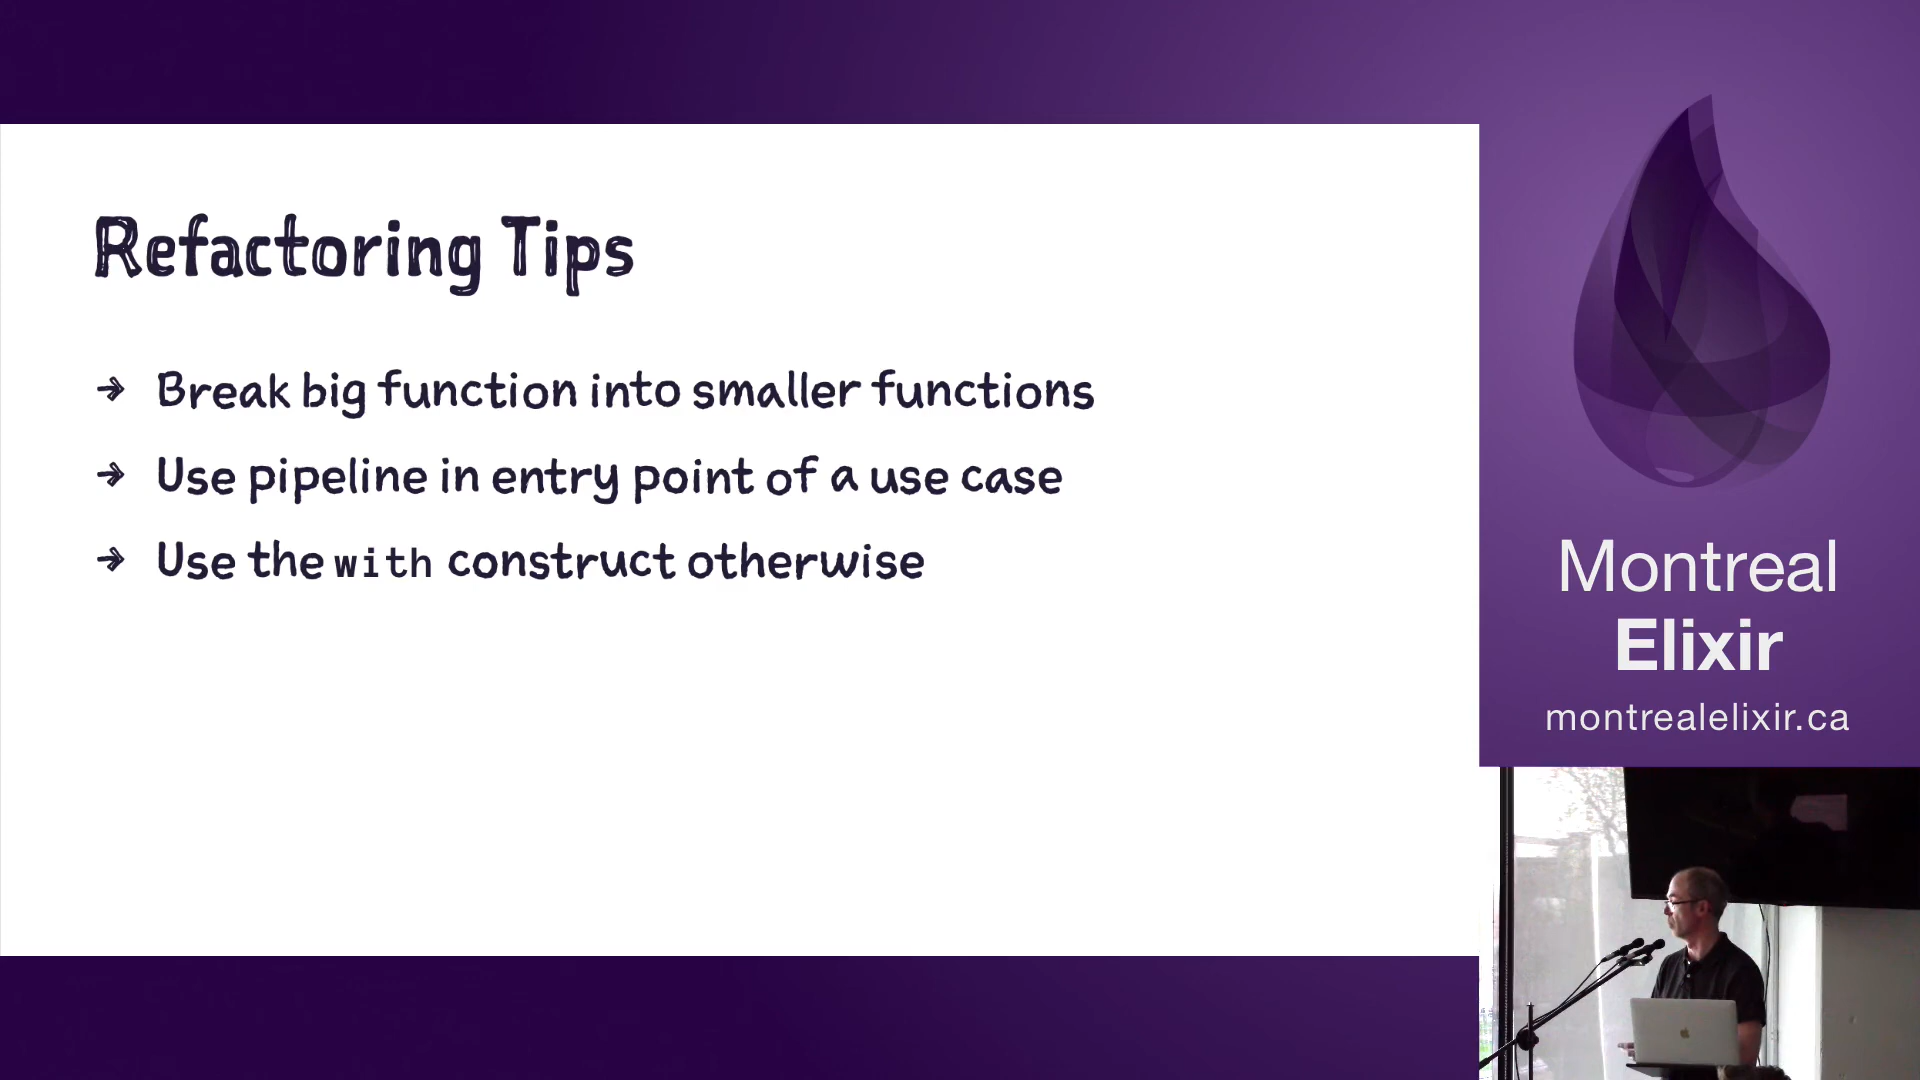 Refactoring Tips
→ Break big function into smaller functions
→ Use pipeline in entry point of a use case
→ Use the with construct otherwise
Montreal
Elixir
montrealelixir.ca